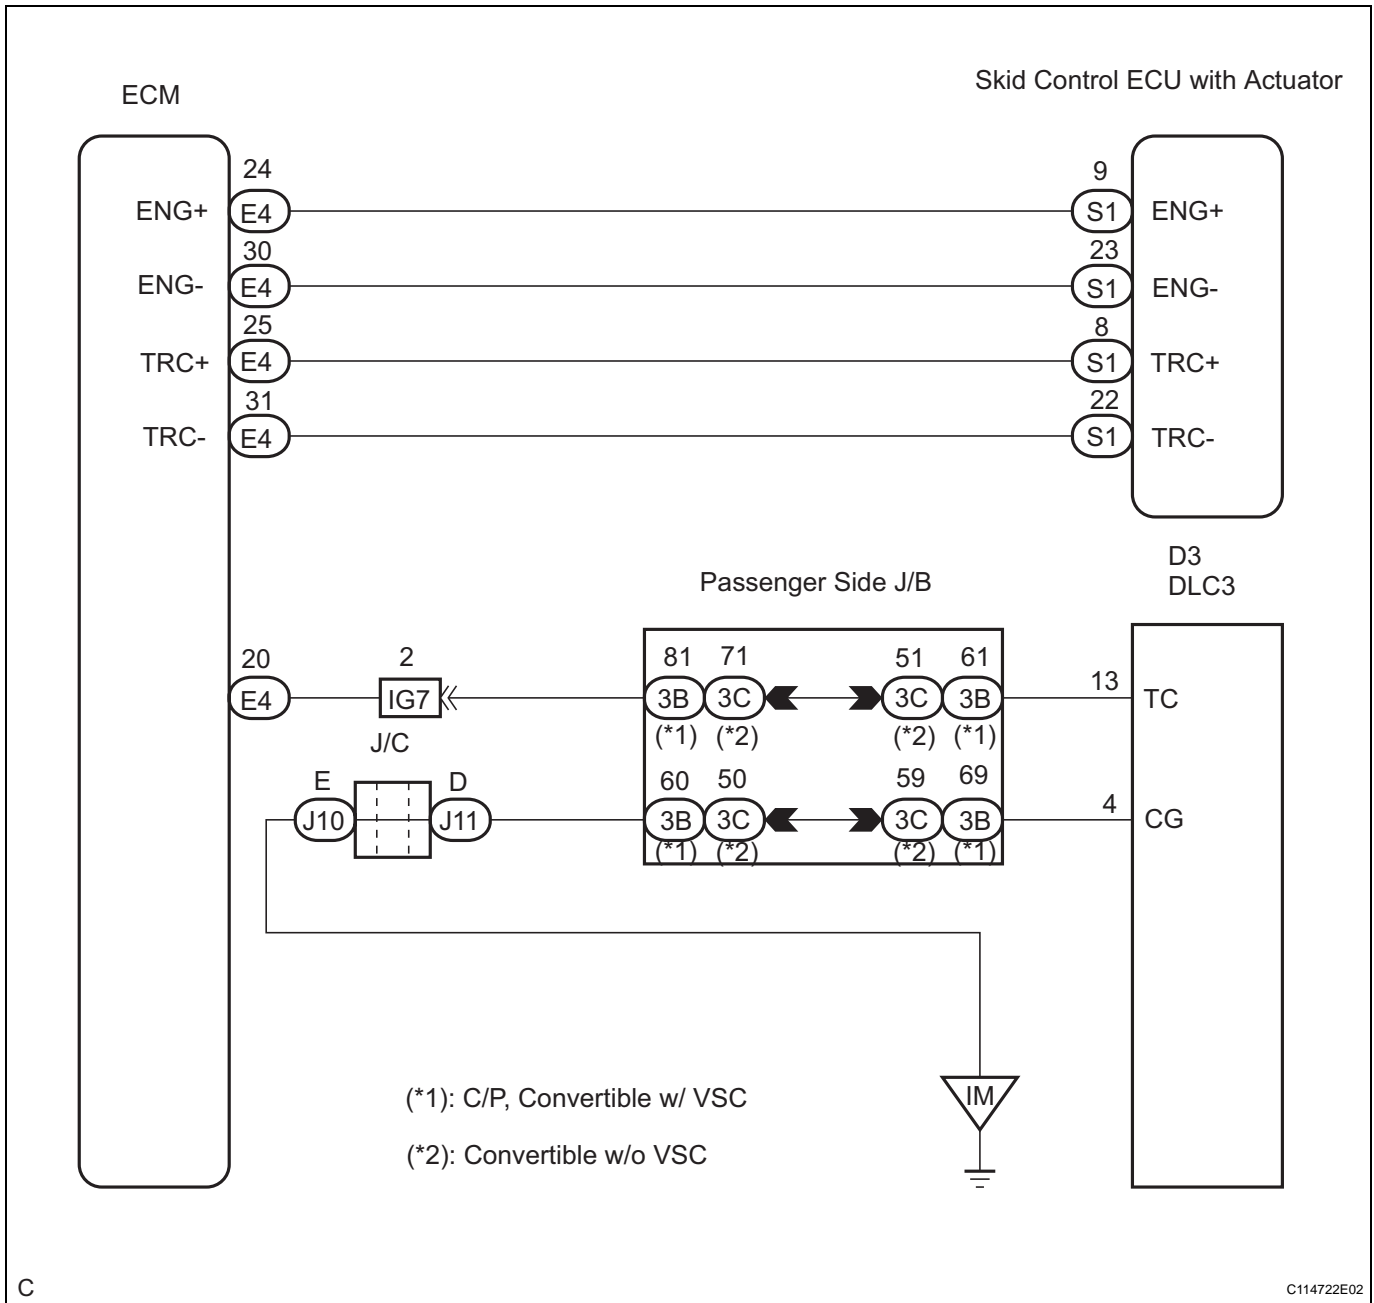 Skid Control ECU with Actuator
ECM
24
9
ENG+ E4 S1 ENG+
30
23
ENG- E4 S1 ENG-
25
8
TRC+ E4 S1 TRC+
31
22
TRC- E4 S1 TRC-
D3
DLC3
Passenger Side J/B
20 2 81 71 51 61 13
E4 IG7 3B 3C 3C 3B TC
(*1) (*2) (*2) (*1)
J/C
E D 60 50 59 69 4
J10 J11 3B 3C 3C 3B CG
(*1) (*2) (*2) (*1)
IM
(*1): C/P, Convertible w/ VSC
(*2): Convertible w/o VSC
C
C114722E02